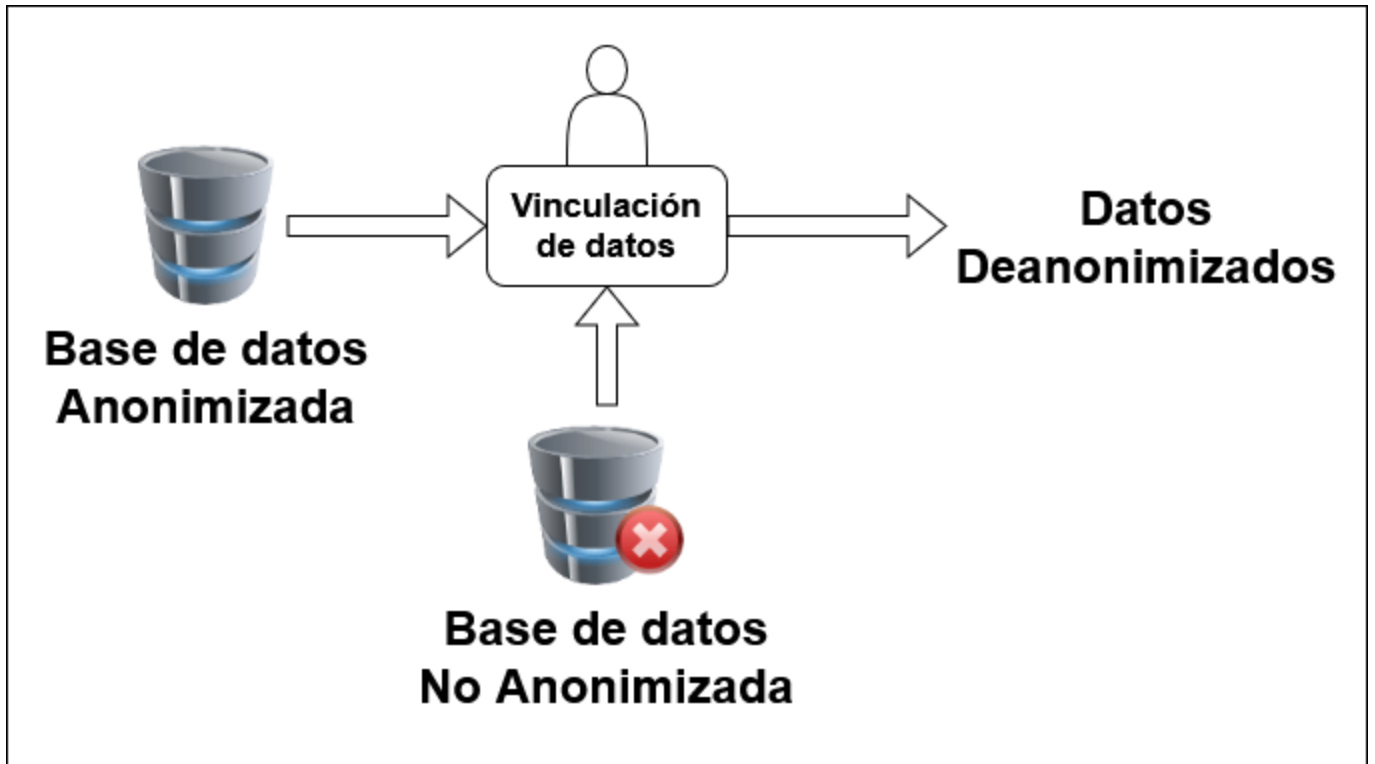 Vinculación
de datos
Datos
Deanonimizados
Base de datos
Anonimizada
Base de datos
No Anonimizada